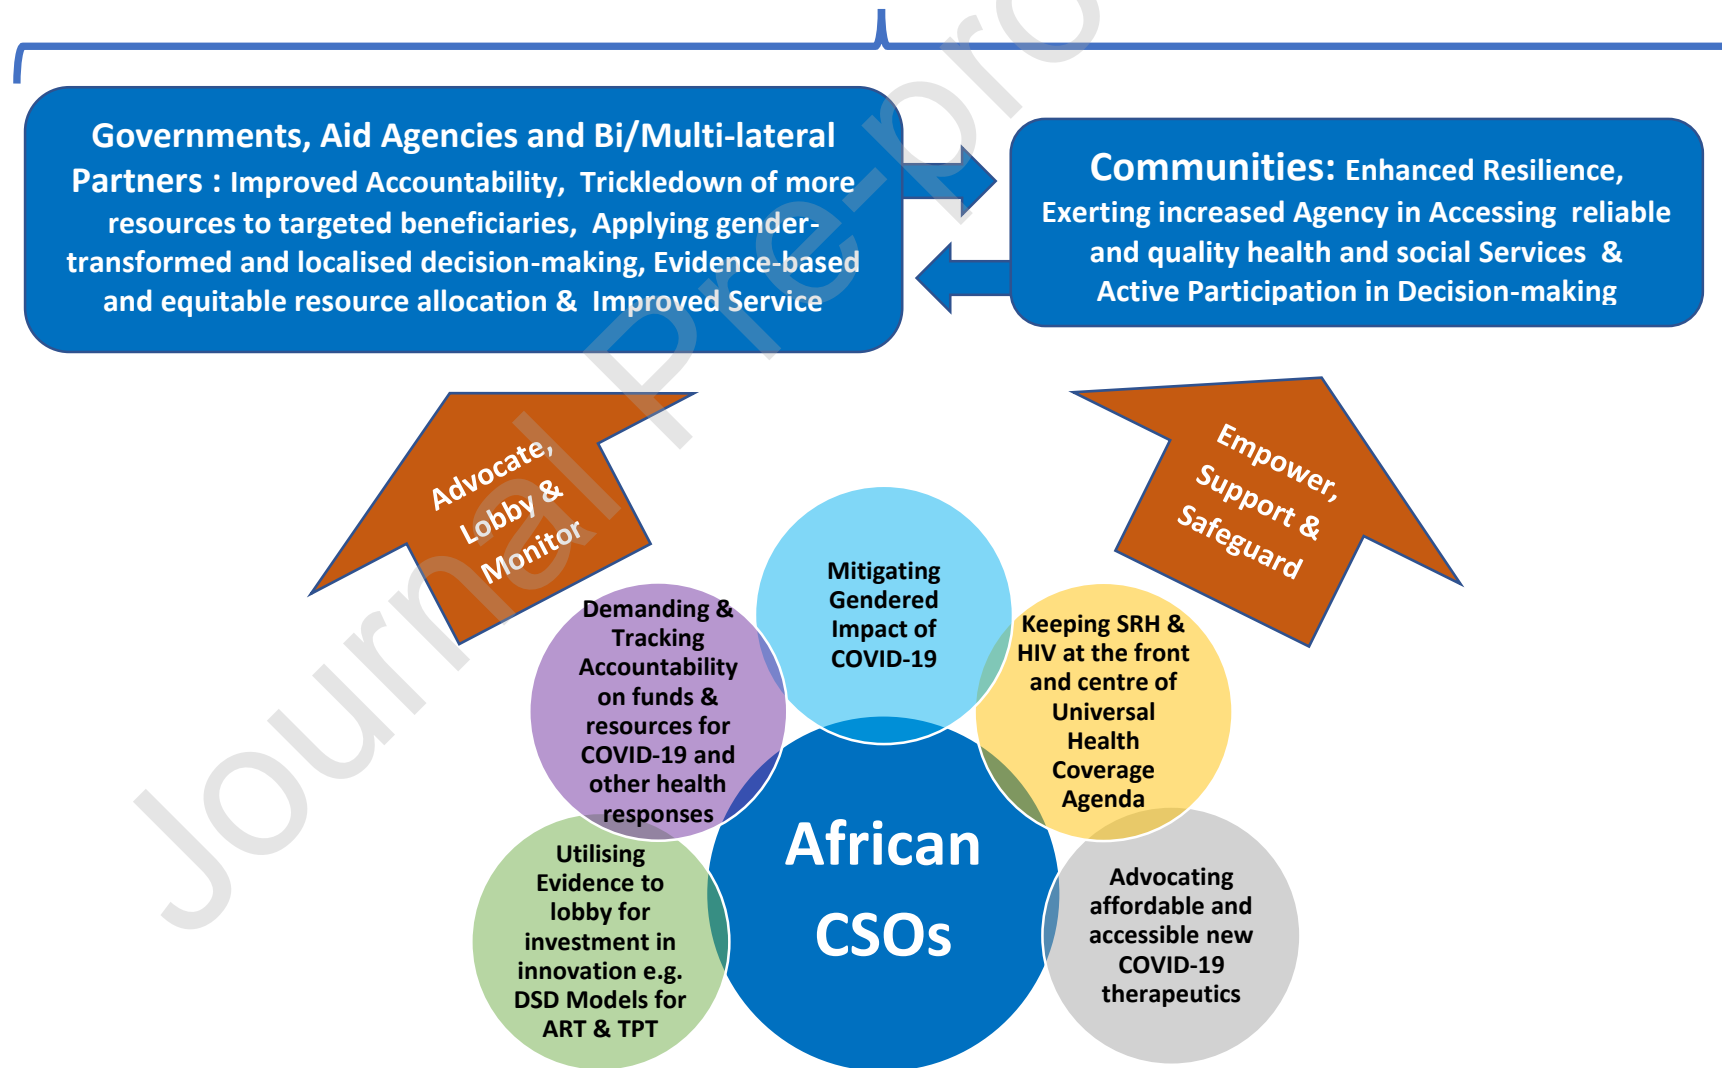 Governments, Aid Agencies and Bi/Multi-lateral
Partners : Improved Accountability, Trickledown of more
resources to targeted beneficiaries, Applying gender-
transformed and localised decision-making, Evidence-based
and equitable resource allocation & Improved Service
Communities: Enhanced Resilience,
Exerting increased Agency in Accessing reliable
and quality health and social Services &
Active Participation in Decision-making
Advocate,
Lobby &
Monitor
Empower,
Support &
Safeguard
Mitigating
Gendered
Impact of
COVID-19
Demanding &
Tracking
Accountability
on funds &
resources for
COVID-19 and
other health
responses
Keeping SRH &
HIV at the front
and centre of
Universal
Health
Coverage
Agenda
Utilising
Evidence to
lobby for
investment in
innovation e.g.
DSD Models for
ART & TPT
African
CSOs
Advocating
affordable and
accessible new
COVID-19
therapeutics
Journal Pre-pro